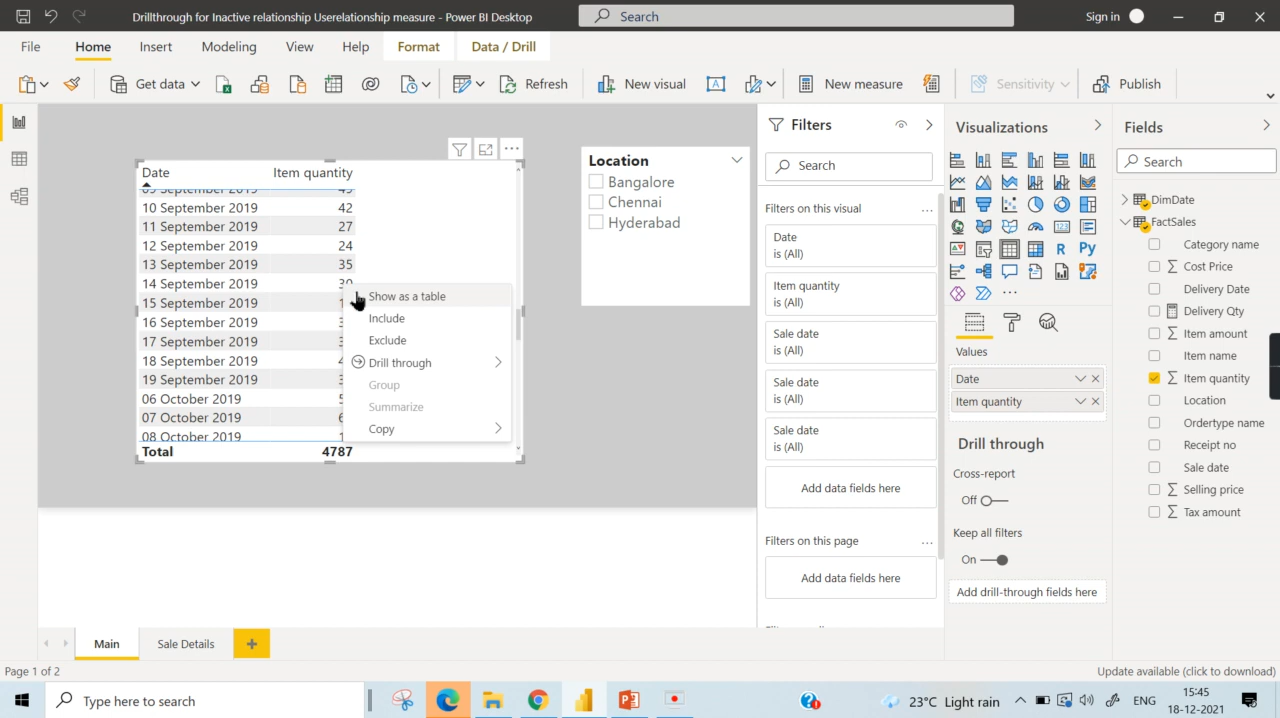 Drillthrough for Inactive relationship Userelationship measure - Power BI Desktop
Search
Sign in
File
Home
Insert
Modeling
View
Help
Format
Data / Drill
Get data
Refresh
New visual
New measure
Sensitivity
Publish
Date Item quantity
10 September 2019 42
11 September 2019 27
12 September 2019 24
13 September 2019 35
14 September 2019 30
15 September 2019
16 September 2019
17 September 2019
18 September 2019
19 September 2019
06 October 2019
07 October 2019
08 October 2019
Total 4787
Show as a table
Include
Exclude
Drill through
Group
Summarize
Copy
Location
Bangalore
Chennai
Hyderabad
Filters
Search
Filters on this visual
Date
is (All)
Item quantity
is (All)
Sale date
is (All)
Sale date
is (All)
Sale date
is (All)
Add data fields here
Filters on this page
Add data fields here
Visualizations
R
Py
Values
Date
Item quantity
Drill through
Cross-report
Off
Keep all filters
On
Add drill-through fields here
Fields
Search
DimDate
FactSales
Category name
Cost Price
Delivery Date
Delivery Qty
Item amount
Item name
Item quantity
Location
Ordertype name
Receipt no
Sale date
Selling price
Tax amount
Main
Sale Details
Page 1 of 2
Update available (click to download)
Type here to search
23°C Light rain
ENG
15:45
18-12-2021